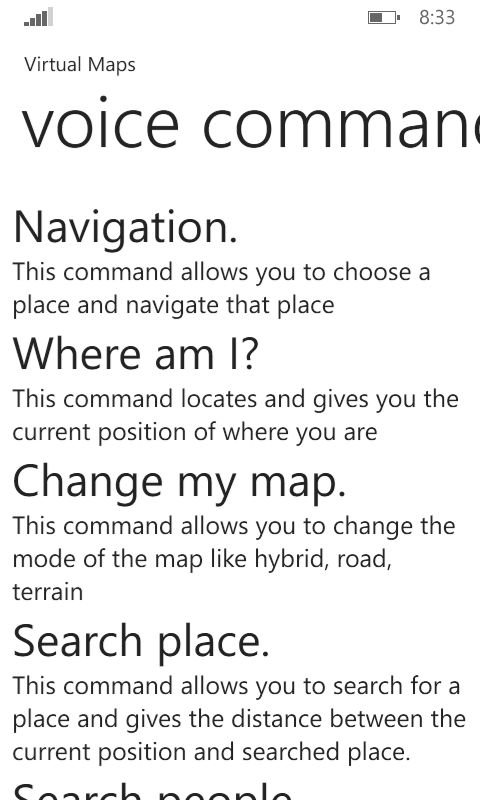 8:33
Virtual Maps
voice comman
Navigation.
This command allows you to choose a
place and navigate that place
Where am I?
This command locates and gives you the
current position of where you are
Change my map.
This command allows you to change the
mode of the map like hybrid, road,
terrain
Search place.
This command allows you to search for a
place and gives the distance between the
current position and searched place.
Search people